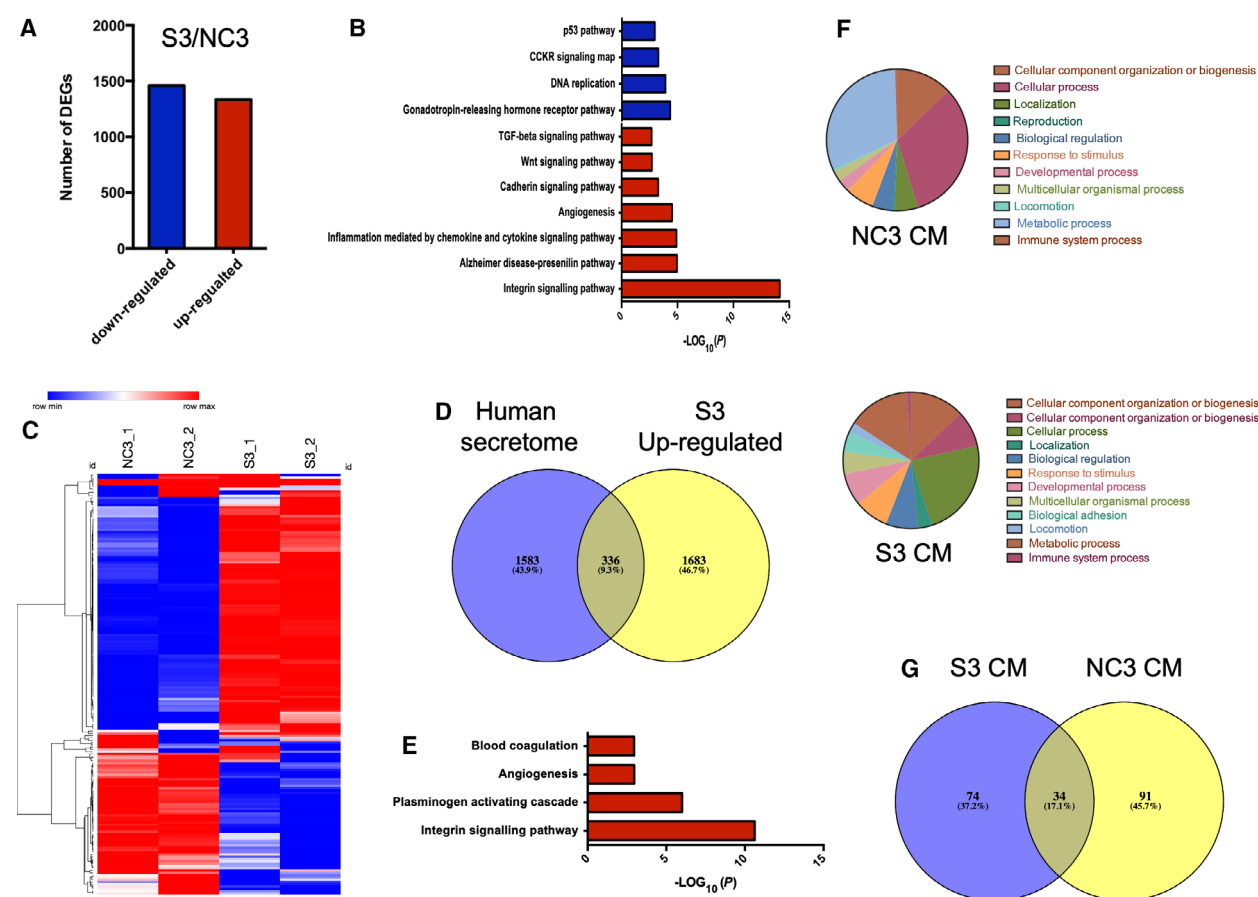 A
S3/NC3
Number of DEGs
2000
1500
1000
500
0
down-regulated
up-regualted
B
p53 pathway
CCKR signaling map
DNA replication
Gonadotropin-releasing hormone receptor pathway
TGF-beta signaling pathway
Wnt signaling pathway
Cadherin signaling pathway
Angiogenesis
Inflammation mediated by chemokine and cytokine signaling pathway
Alzheimer disease-presenilin pathway
Integrin signalling pathway
0 5 10 15
-LOG10(P)
F
NC3 CM
Cellular component organization or biogenesis
Cellular process
Localization
Reproduction
Biological regulation
Response to stimulus
Developmental process
Multicellular organismal process
Locomotion
Metabolic process
Immune system process
S3 CM
Cellular component organization or biogenesis
Cellular component organization or biogenesis
Cellular process
Localization
Biological regulation
Response to stimulus
Developmental process
Multicellular organismal process
Biological adhesion
Locomotion
Metabolic process
Immune system process
C
row min row max
id NC3_1 NC3_2 S3_1 S3_2 id
D
Human secretome
S3 Up-regulated
1583
(43.9%)
336
(9.3%)
1683
(46.7%)
E
Blood coagulation
Angiogenesis
Plasminogen activating cascade
Integrin signalling pathway
0 5 10 15
-LOG10 (P)
G
S3 CM NC3 CM
74
(37.2%)
34
(17.1%)
91
(45.7%)